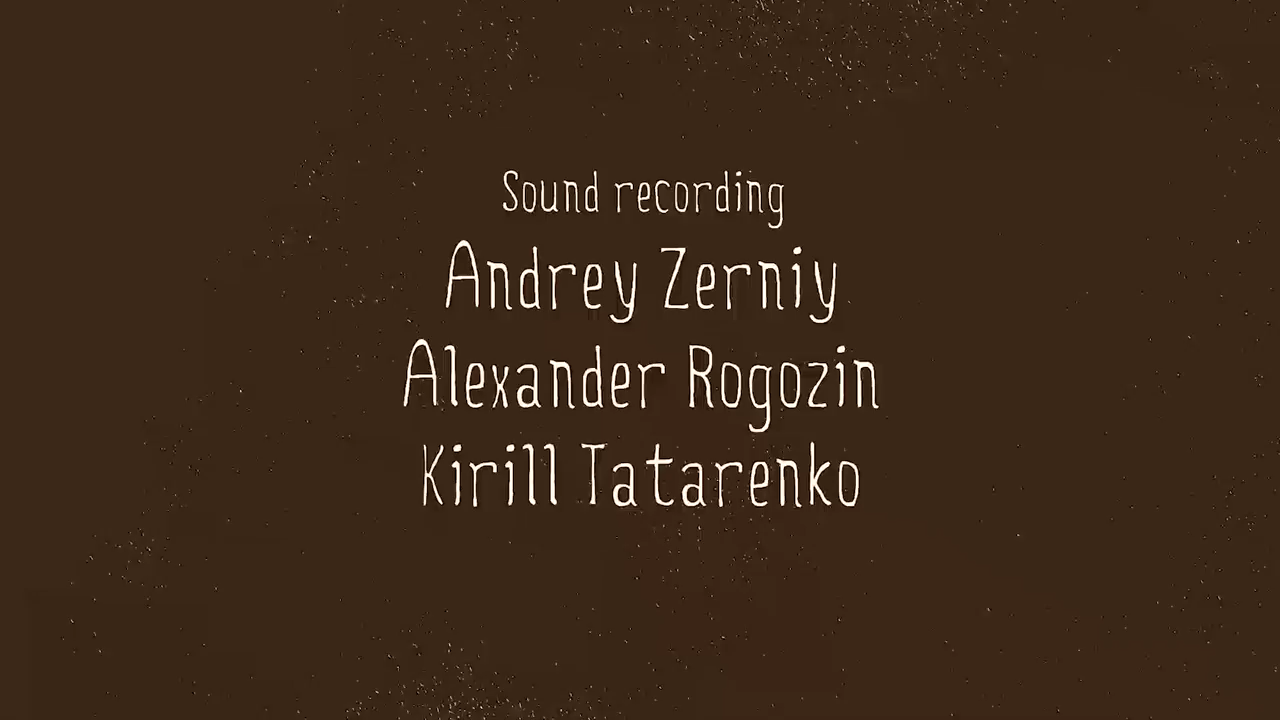 Sound recording
Andrey Zerniy
Alexander Rogozin
Kirill Tatarenko